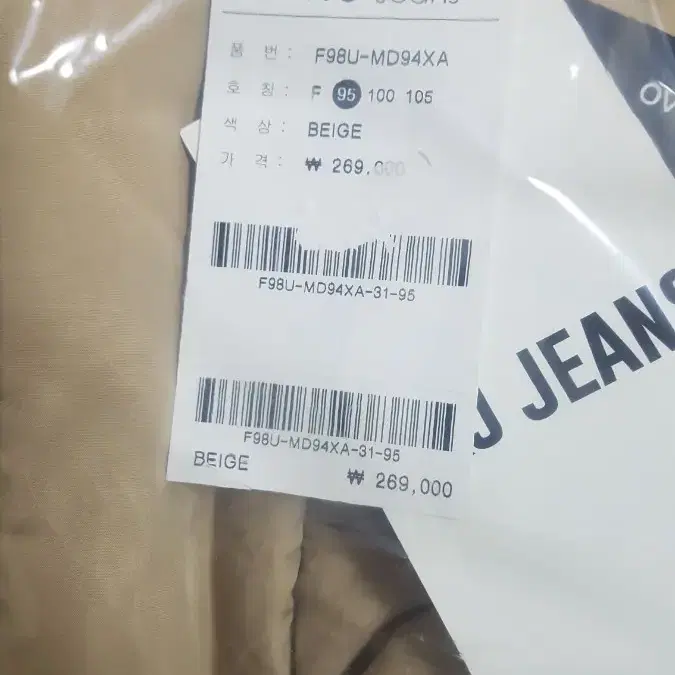 품 번 : F98U-MD94XA
호 칭 : F 95 100 105
색 상 : BEIGE
가 격 : ₩ 269,000
F98U-MD94XA-31-95
F98U-MD94XA-31-95
BEIGE ₩ 269,000
JEANS